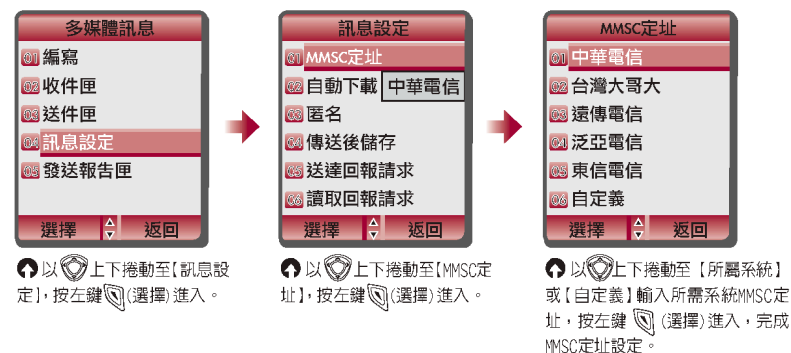 多媒體訊息
01 編寫
02 收件匣
03 送件匣
04 訊息設定
05 發送報告匣
選擇 返回
以上下捲動至【訊息設
定】，按左鍵(選擇)進入。
訊息設定
01 MMSC定址
02 自動下載 中華電信
03 匿名
04 傳送後儲存
05 送達回報請求
06 讀取回報請求
選擇 返回
以上下捲動至【MMSC定
址】，按左鍵(選擇)進入。
MMSC定址
01 中華電信
02 台灣大哥大
03 遠傳電信
04 泛亞電信
05 東信電信
06 自定義
選擇 返回
以上下捲動至【所屬系統】
或【自定義】輸入所需系統MMSC定
址，按左鍵 (選擇)進入，完成
MMSC定址設定。